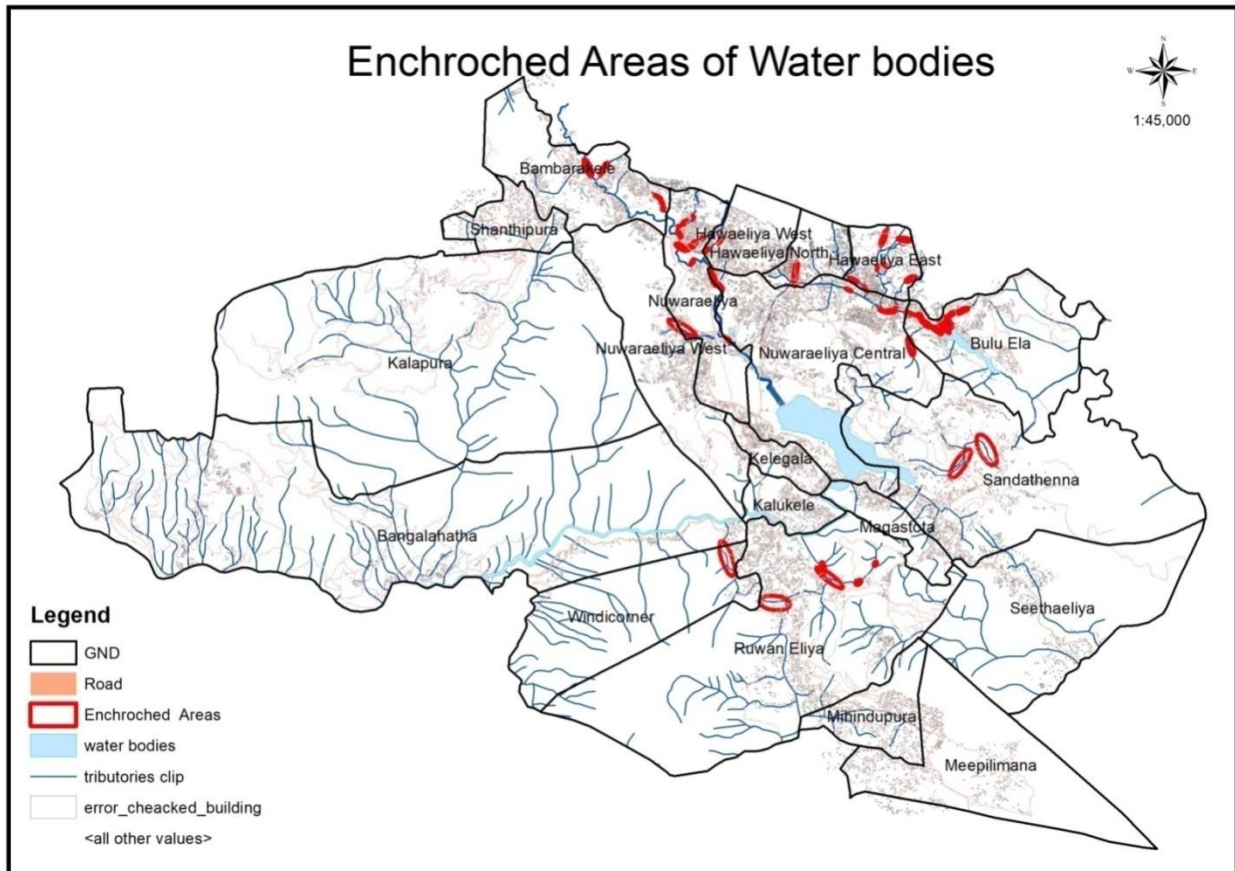 Enchroched Areas of Water bodies
N
W
E
S
1:45,000
Bambarakele
Shanthipura
Hawaeliya West
Hawaeliya North
Hawaeliya East
Nuwaraeliya
Nuwaraeliya West
Nuwaraeliya Central
Bulu Ela
Kalapura
Kelegala
Sandathenna
Kalukele
Magastota
Bangalahatha
Windicorner
Seethaeliya
Ruwan Eliya
Mihindupura
Meepilimana
Legend
GND
Road
Enchroched Areas
water bodies
tributories clip
error_cheacked_building
<all other values>